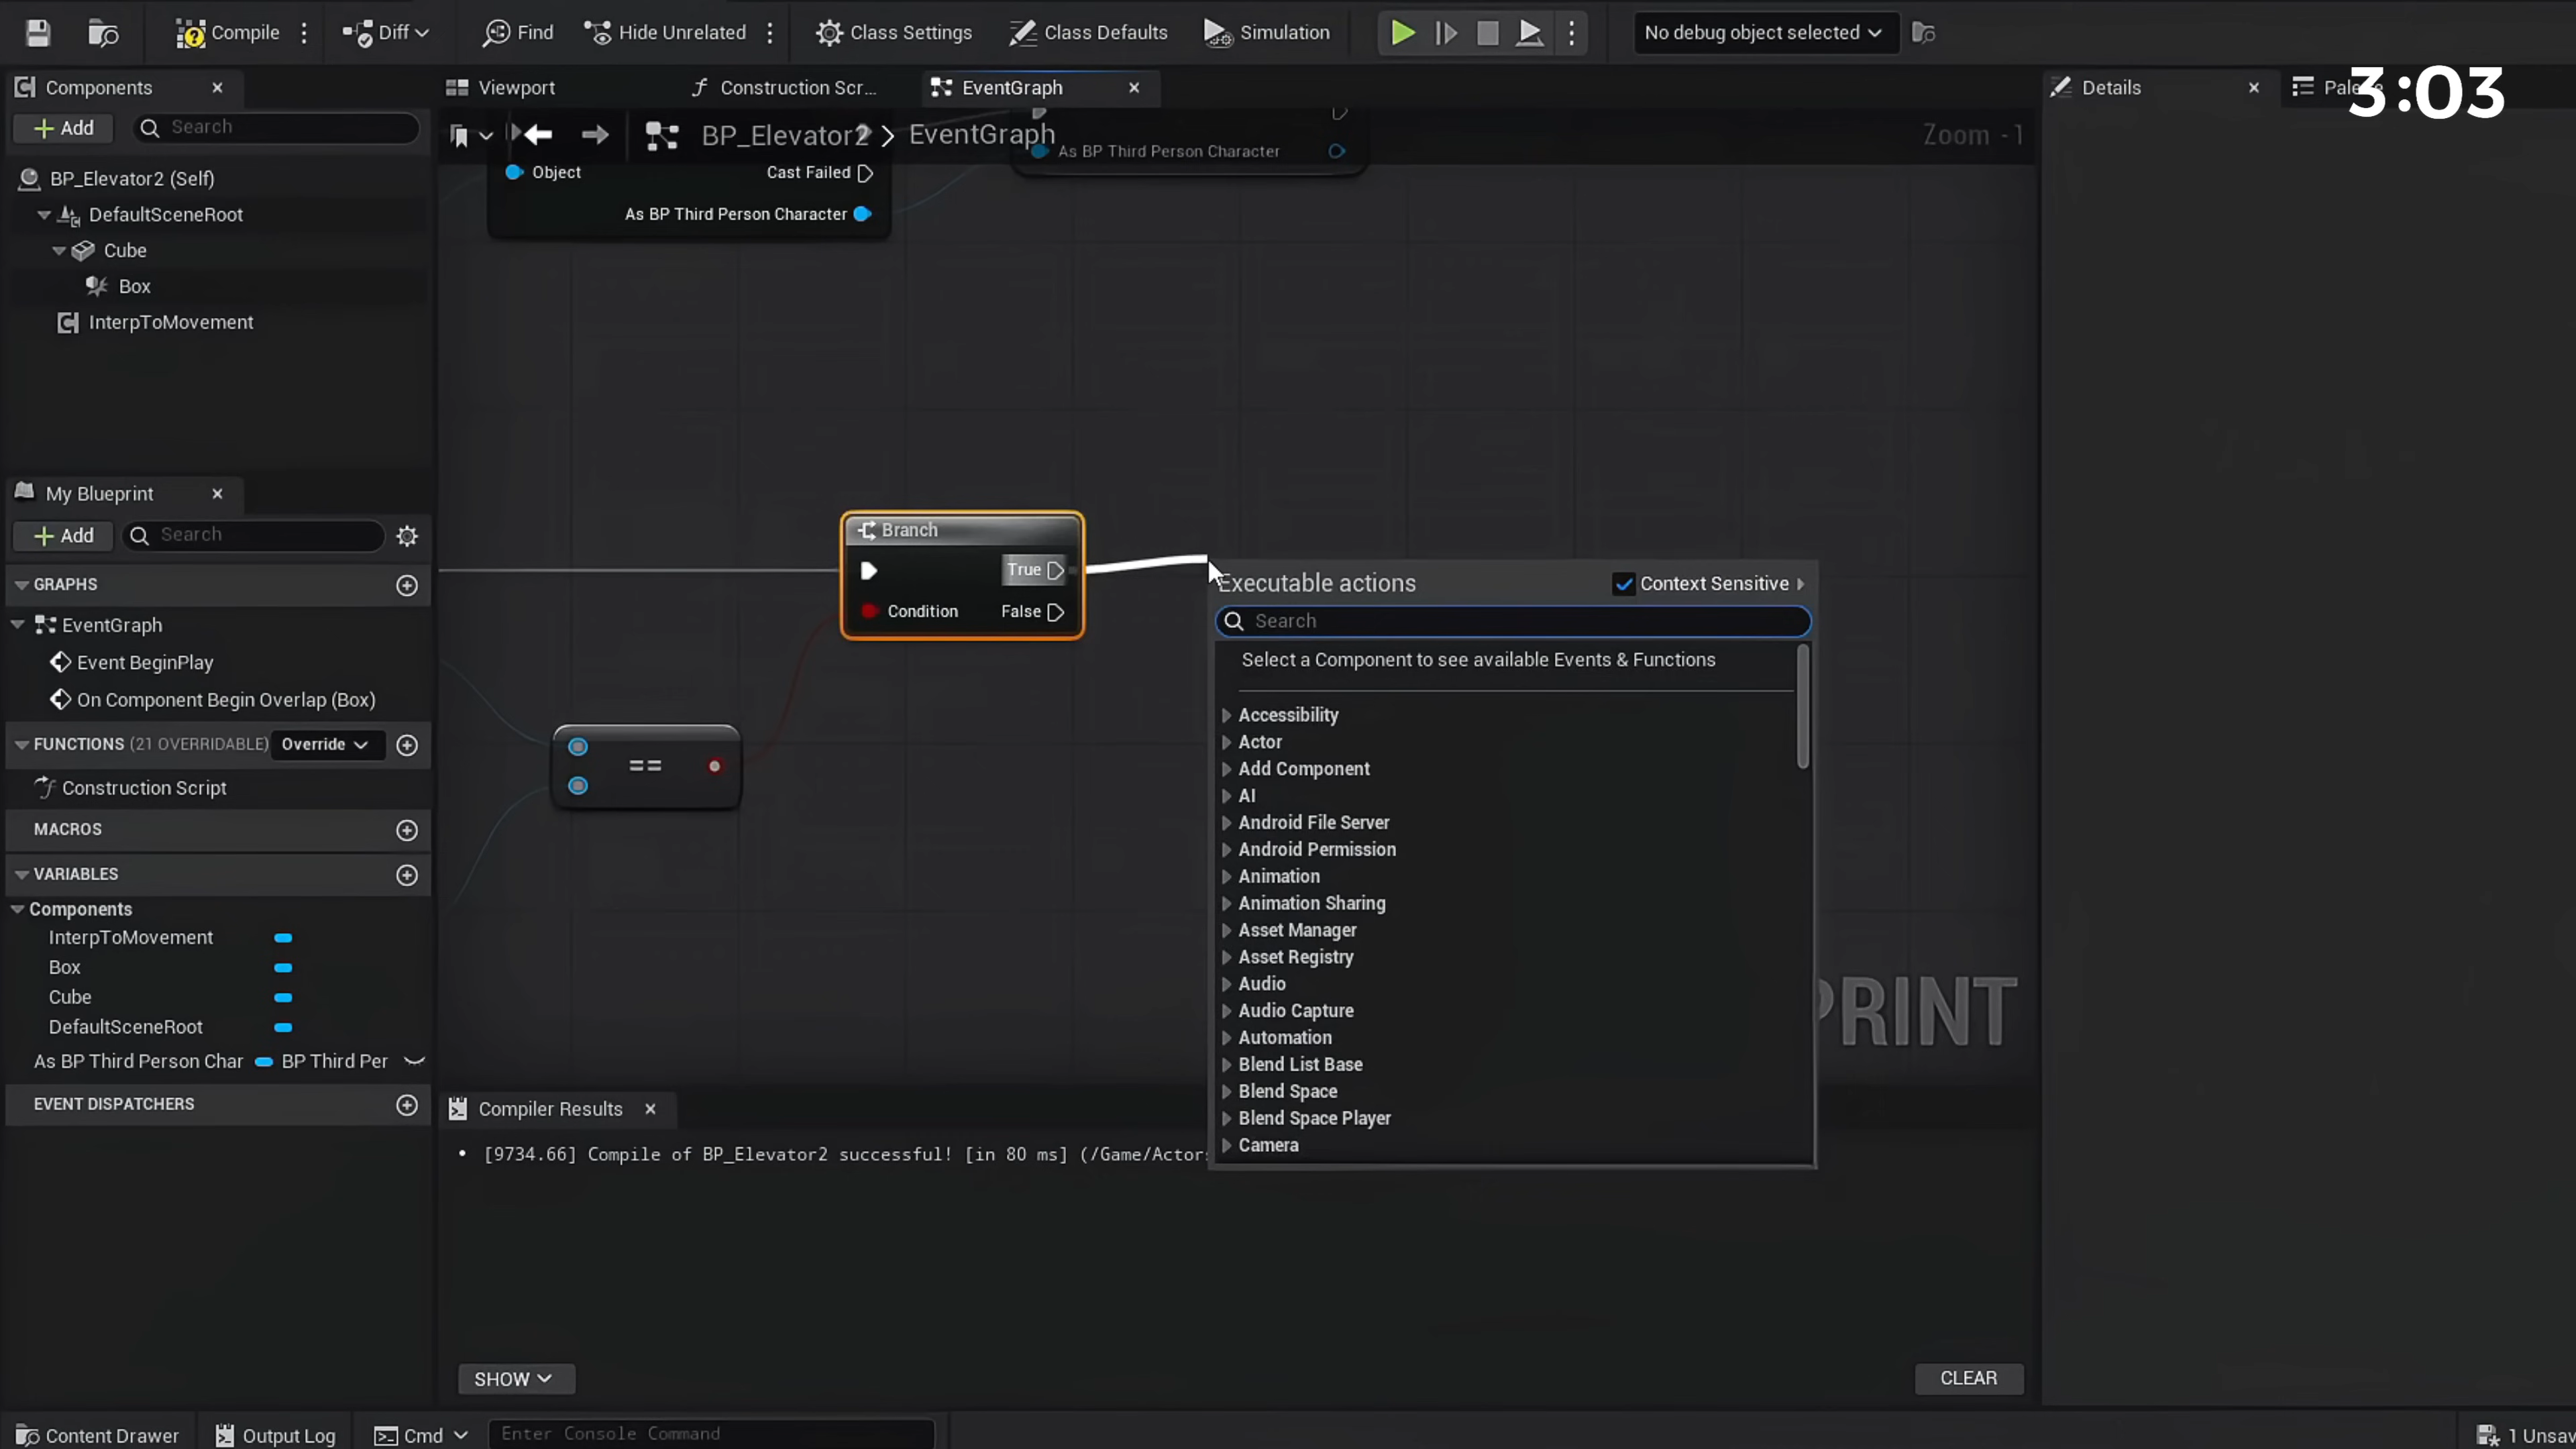 Compile
Diff
Find
Hide Unrelated
Class Settings
Class Defaults
Simulation
No debug object selected
3:03
Components
Viewport
Construction Scr...
EventGraph
Details
Add
Search
BP_Elevator2 > EventGraph
Zoom -1
BP_Elevator2 (Self)
DefaultSceneRoot
Cube
Box
InterpToMovement
Object
Cast Failed
As BP Third Person Character
As BP Third Person Character
My Blueprint
Add
Search
GRAPHS
EventGraph
Event BeginPlay
On Component Begin Overlap (Box)
FUNCTIONS (21 OVERRIDABLE)
Override
Construction Script
MACROS
VARIABLES
Components
InterpToMovement
Box
Cube
DefaultSceneRoot
As BP Third Person Char
BP Third Per
EVENT DISPATCHERS
Branch
True
Condition
False
==
Executable actions
Context Sensitive
Search
Select a Component to see available Events & Functions
Accessibility
Actor
Add Component
AI
Android File Server
Android Permission
Animation
Animation Sharing
Asset Manager
Asset Registry
Audio
Audio Capture
Automation
Blend List Base
Blend Space
Blend Space Player
Camera
PRINT
Compiler Results
[9734.66] Compile of BP_Elevator2 successful! [in 80 ms] (/Game/Actor
SHOW
CLEAR
Content Drawer
Output Log
Cmd
Enter Console Command
1 Unsav